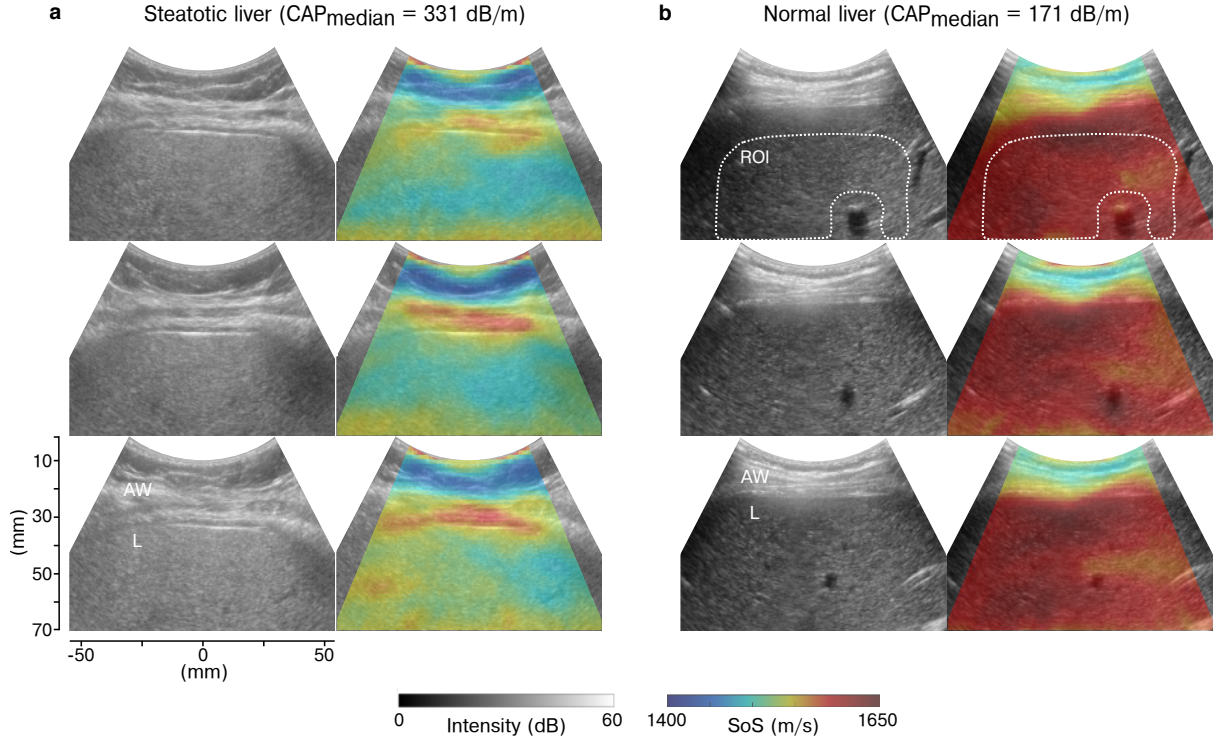 a Steatotic liver (CAPmedian = 331 dB/m)
b Normal liver (CAPmedian = 171 dB/m)
ROI
AW
L
AW
L
10
30
50
70
(mm)
-50 0 50
(mm)
0 Intensity (dB) 60
1400 SoS (m/s) 1650